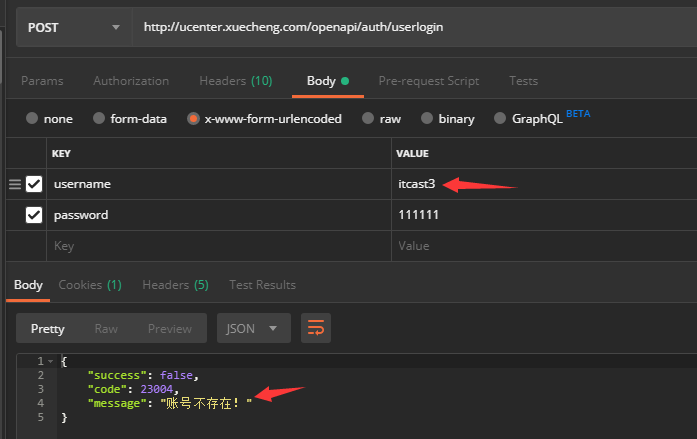 POST http://ucenter.xuecheng.com/openapi/auth/userlogin
Params Authorization Headers (10) Body Pre-request Script Tests
none form-data x-www-form-urlencoded raw binary GraphQL BETA
KEY VALUE
username itcast3
password 111111
Key Value
Body Cookies (1) Headers (5) Test Results
Pretty Raw Preview JSON
1 {
2 "success": false,
3 "code": 23004,
4 "message": "账号不存在！"
5 }